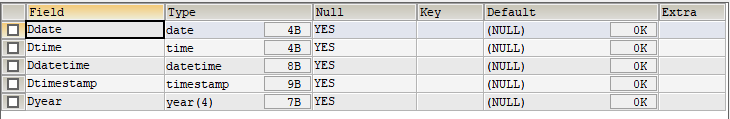 Field Type Null Key Default Extra
Ddate date 4B YES (NULL) 0K
Dtime time 4B YES (NULL) 0K
Ddatetime datetime 8B YES (NULL) 0K
Dtimestamp timestamp 9B YES (NULL) 0K
Dyear year(4) 7B YES (NULL) 0K